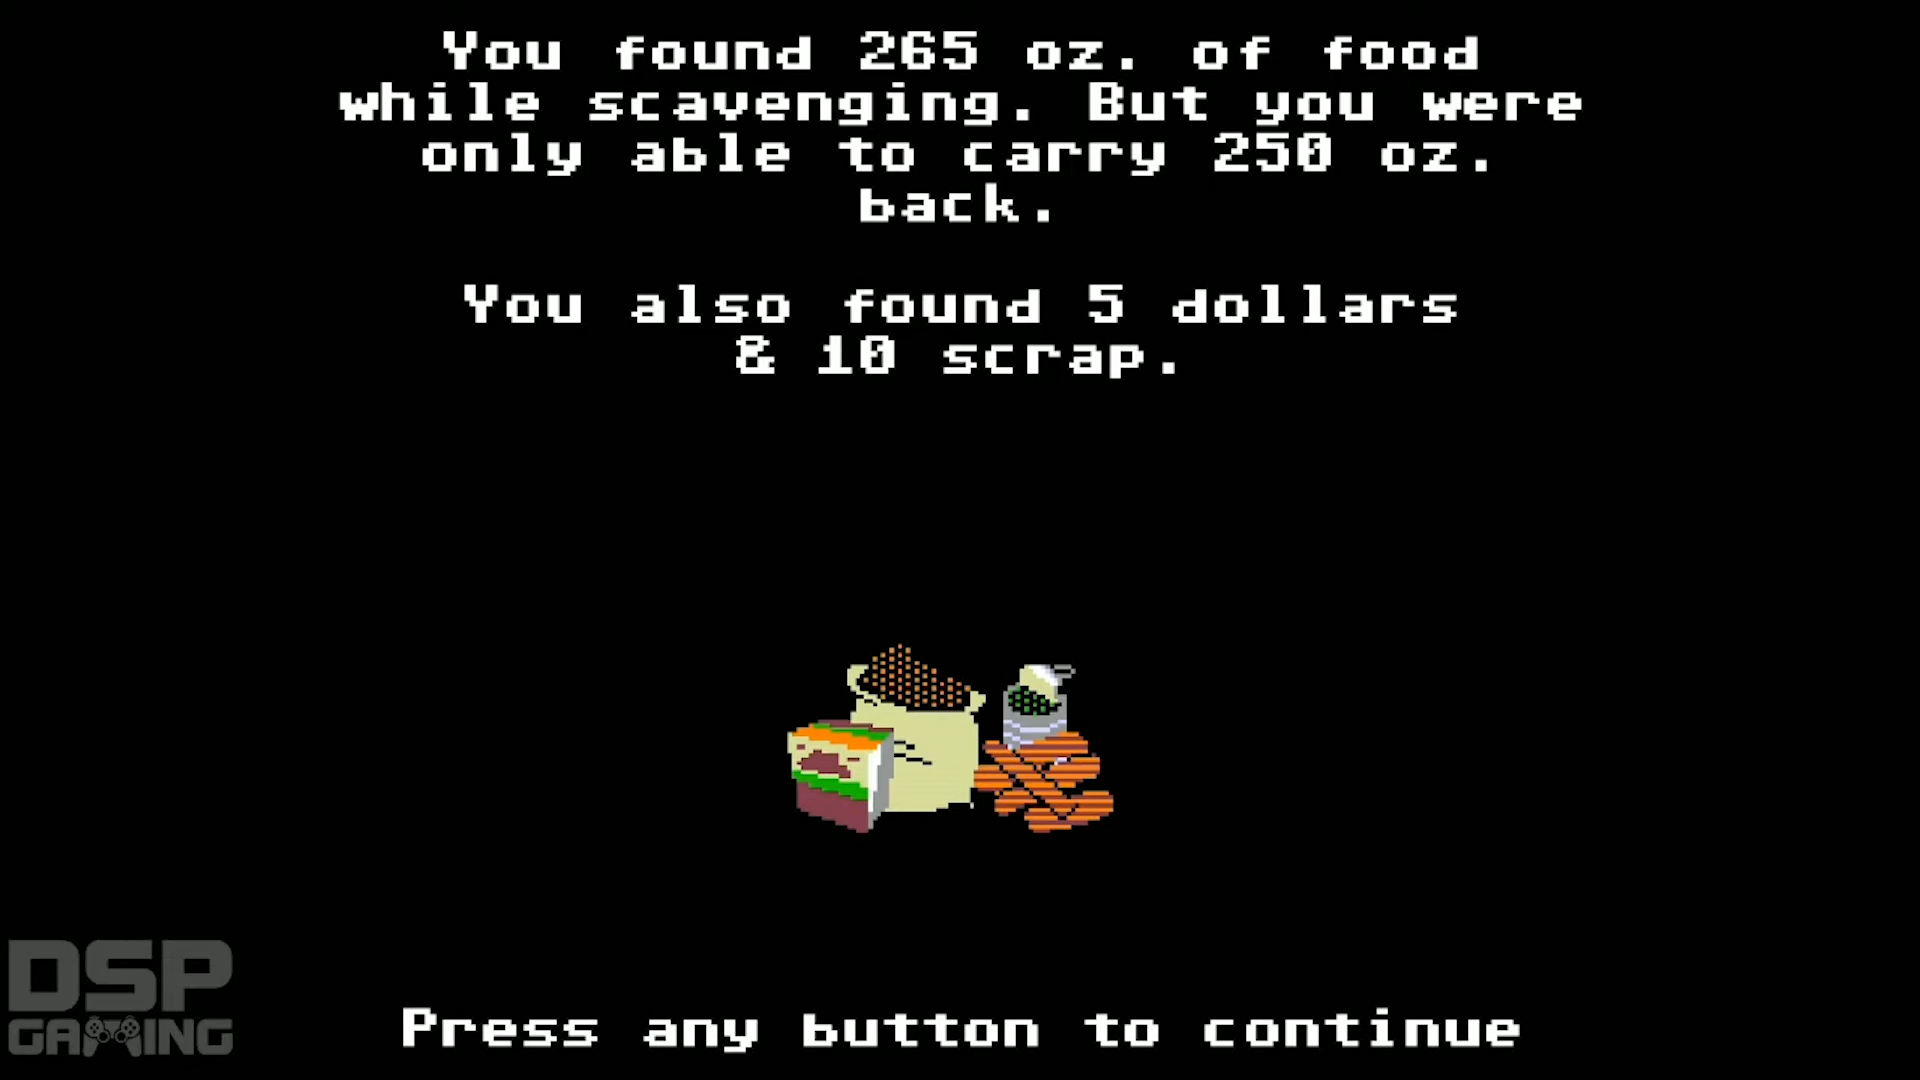 You found 265 oz. of food
while scavenging. But you were
only able to carry 250 oz.
back.
You also found 5 dollars
& 10 scrap.
DSP
GAMING
Press any button to continue